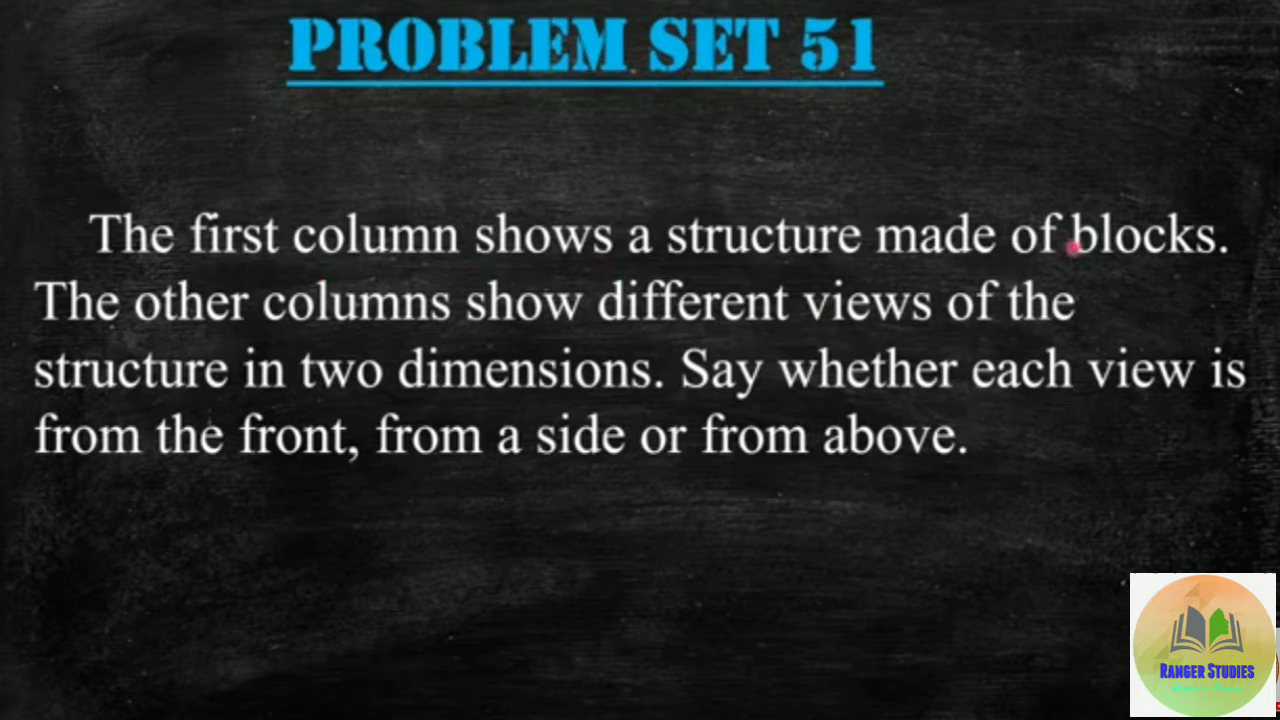 PROBLEM SET 51
The first column shows a structure made of blocks.
The other columns show different views of the
structure in two dimensions. Say whether each view is
from the front, from a side or from above.
RANGER STUDIES